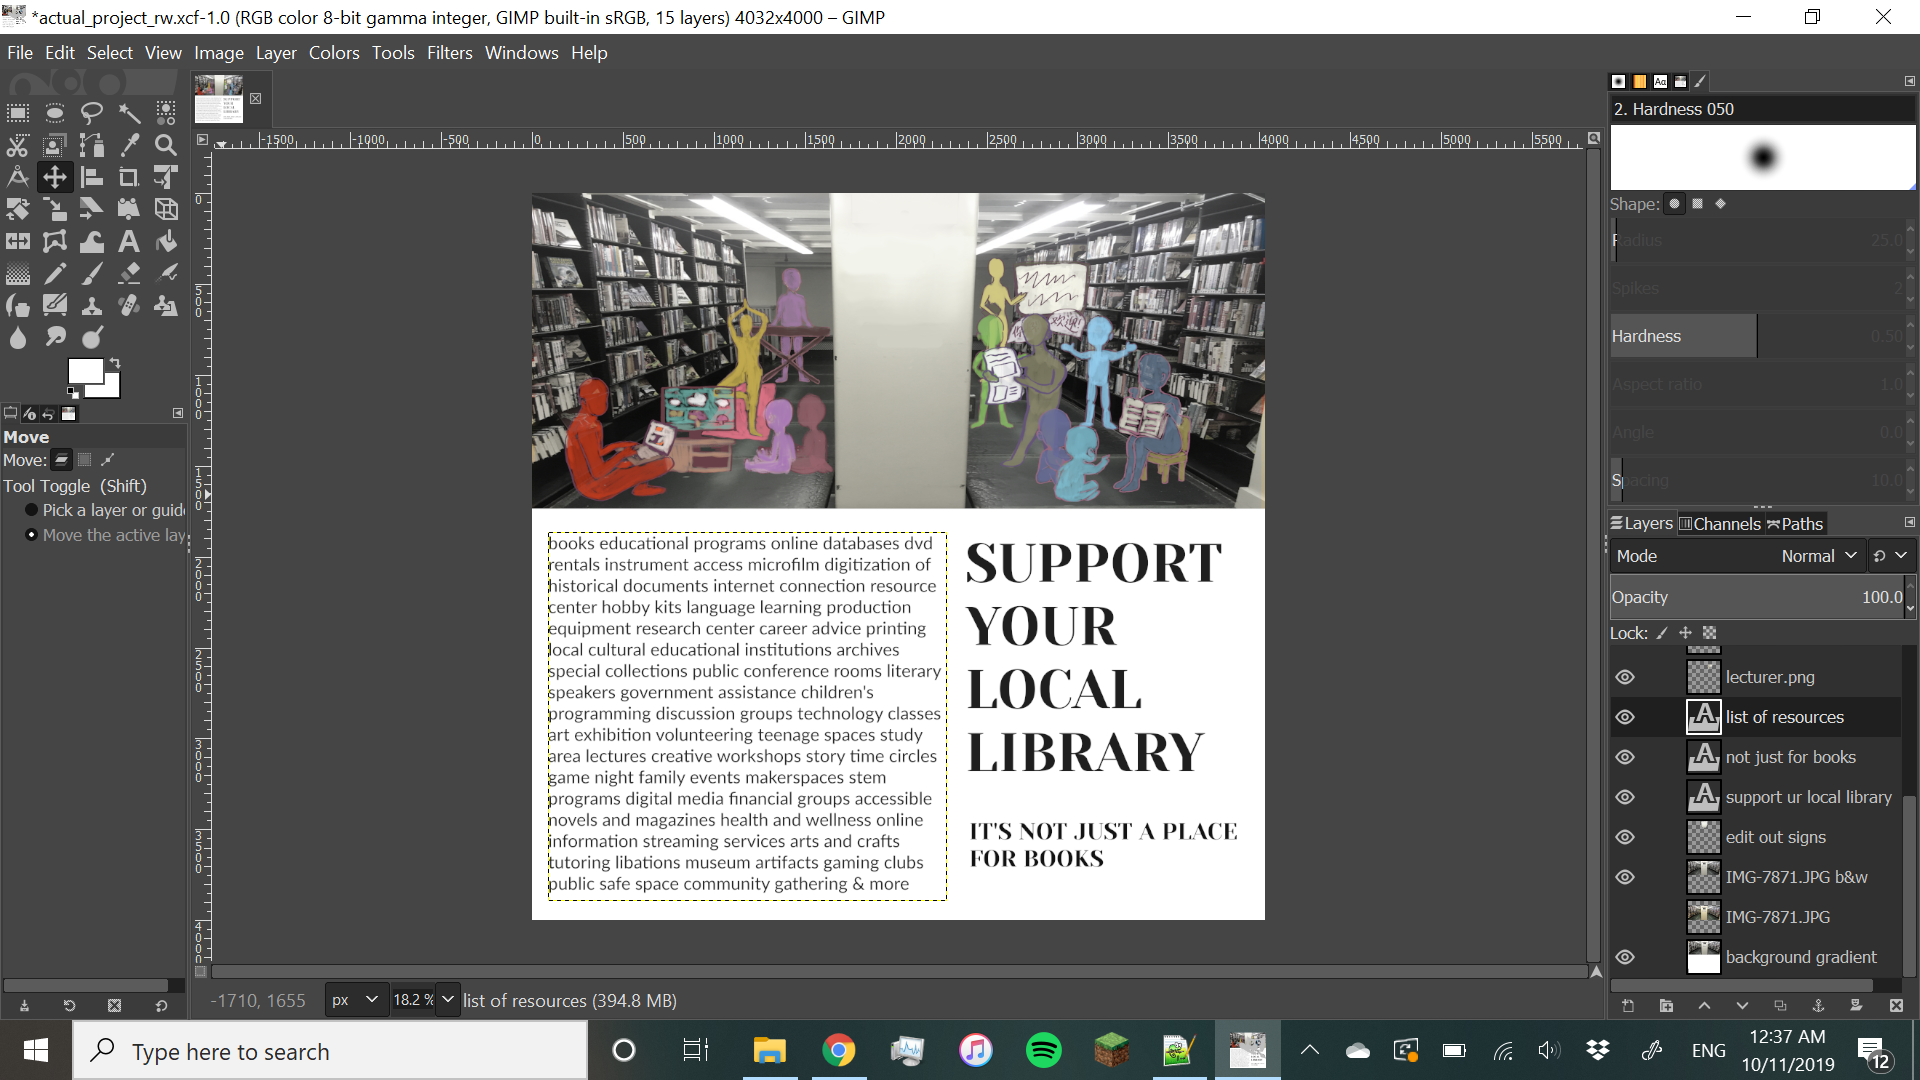 *actual_project_rw.xcf-1.0 (RGB color 8-bit gamma integer, GIMP built-in sRGB, 15 layers) 4032x4000 – GIMP
File Edit Select View Image Layer Colors Tools Filters Windows Help
-1500 -1000 -500 0 500 1000 1500 2000 2500 3000 3500 4000 4500 5000 5500
0
500
1000
1500
2000
2500
3000
3500
4000
Move
Move:
Tool Toggle (Shift)
Pick a layer or guid
Move the active lay
books educational programs online databases dvd
rentals instrument access microfilm digitization of
historical documents internet connection resource
center hobby kits language learning production
equipment research center career advice printing
local cultural educational institutions archives
special collections public conference rooms literary
speakers government assistance children's
programming discussion groups technology classes
art exhibition volunteering teenage spaces study
area lectures creative workshops story time circles
game night family events makerspaces stem
programs digital media financial groups accessible
novels and magazines health and wellness online
information streaming services arts and crafts
tutoring libations museum artifacts gaming clubs
public safe space community gathering & more
SUPPORT
YOUR
LOCAL
LIBRARY
IT'S NOT JUST A PLACE
FOR BOOKS
2. Hardness 050
Shape:
Radius 25.0
Spikes 2
Hardness 0.50
Aspect ratio 1.0
Angle 0.0
Spacing 10.0
Layers Channels Paths
Mode Normal
Opacity 100.0
Lock:
lecturer.png
list of resources
not just for books
support ur local library
edit out signs
IMG-7871.JPG b&w
IMG-7871.JPG
background gradient
-1710, 1655 px 18.2 % list of resources (394.8 MB)
Type here to search
ENG
12:37 AM
10/11/2019
12